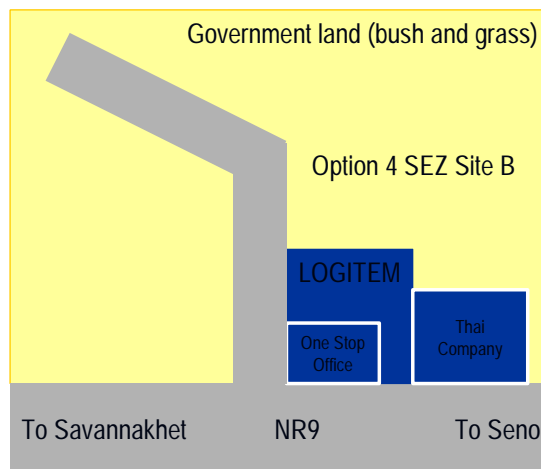 Government land (bush and grass)
Option 4 SEZ Site B
LOGITEM
One Stop
Office
Thai
Company
To Savannakhet
NR9
To Seno